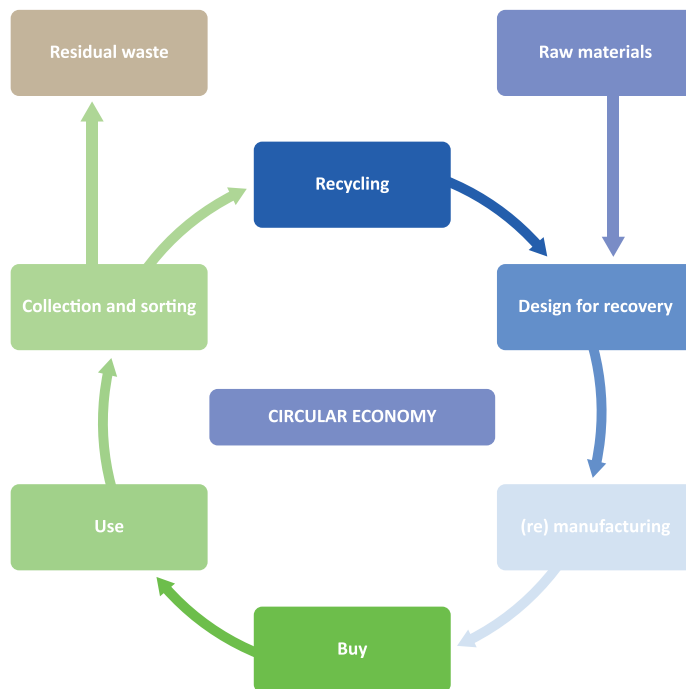 Residual waste
Raw materials
Recycling
Collection and sorting
Design for recovery
CIRCULAR ECONOMY
Use
(re) manufacturing
Buy